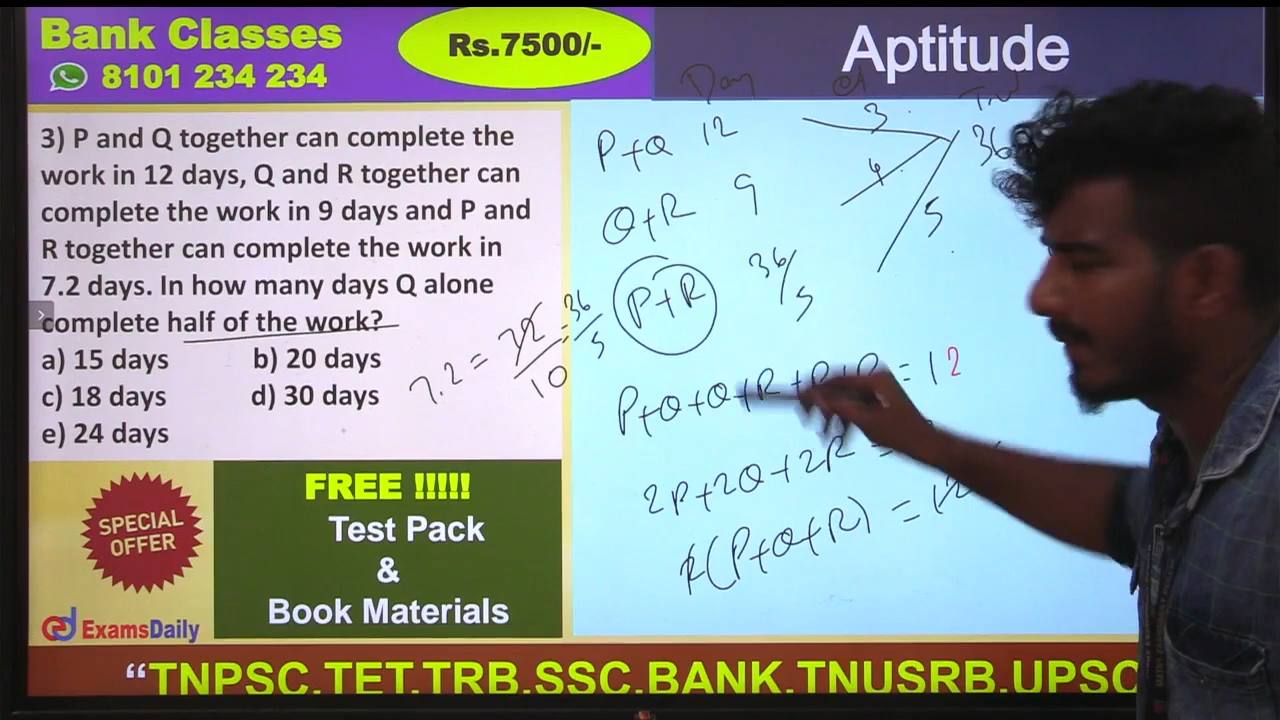 Bank Classes
8101 234 234
Rs.7500/-
Aptitude
3) P and Q together can complete the
work in 12 days, Q and R together can
complete the work in 9 days and P and
R together can complete the work in
7.2 days. In how many days Q alone
complete half of the work?
a) 15 days b) 20 days
c) 18 days d) 30 days
e) 24 days
Day
P+Q 12 3 36
Q+R 9 4
P+R 36/5 5
7.2 = 72/10 = 36/5
P+Q+Q+R+P+R = 12
2P+2Q+2R =
2(P+Q+R) = 12
SPECIAL
OFFER
FREE !!!!!
Test Pack
&
Book Materials
ExamsDaily
“TNPSC.TET.TRB.SSC.BANK.TNUSRB.UPSC